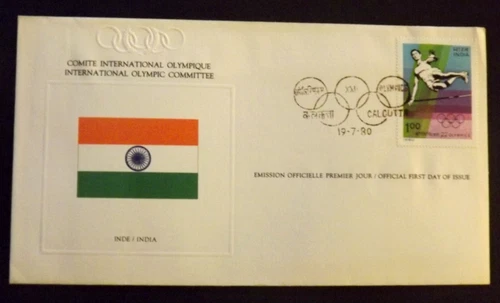 COMITE INTERNATIONAL OLYMPIQUE
INTERNATIONAL OLYMPIC COMMITTEE
XXII
CALCUTTA
19-7-80
भारत
INDIA
1.00
EMISSION OFFICIELLE PREMIER JOUR / OFFICIAL FIRST DAY OF ISSUE
INDE / INDIA